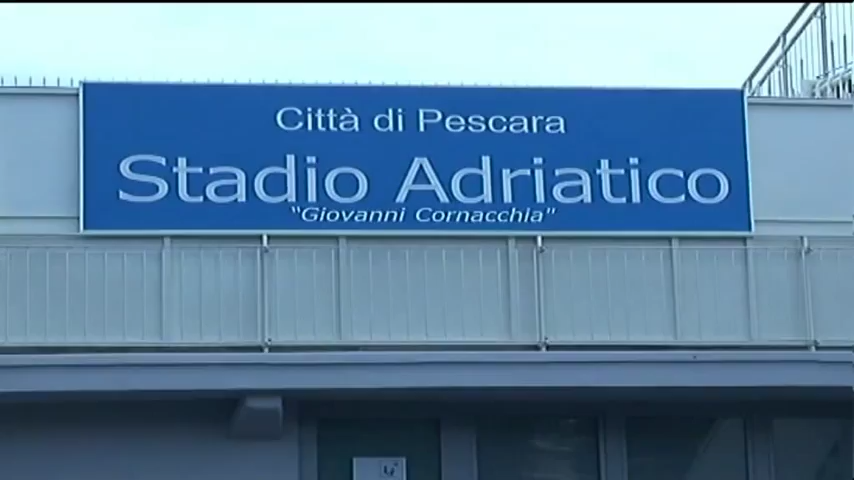 Città di Pescara
Stadio Adriatico
"Giovanni Cornacchia"